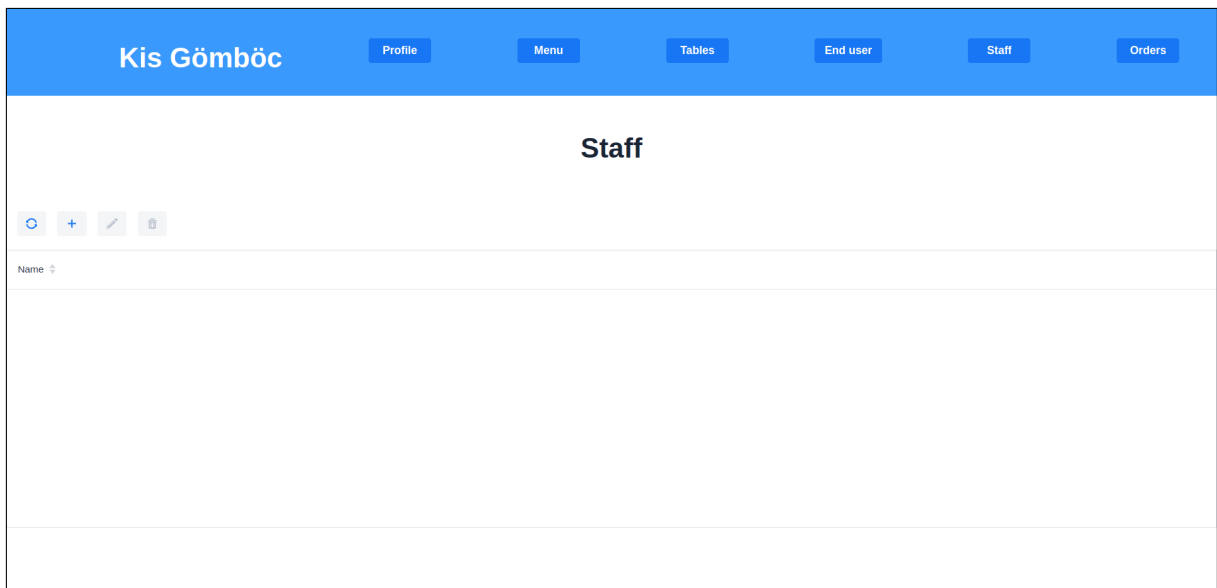 Kis Gömböc
Profile
Menu
Tables
End user
Staff
Orders
Staff
Name